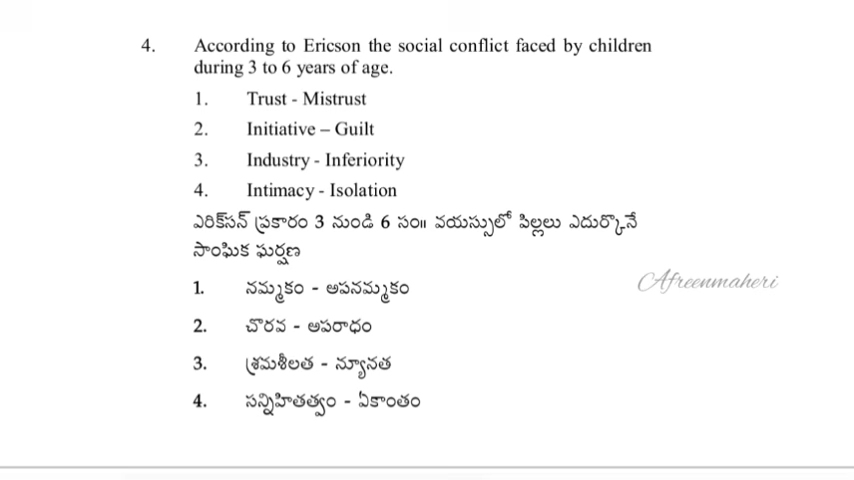 4. According to Ericson the social conflict faced by children
during 3 to 6 years of age.
1. Trust - Mistrust
2. Initiative – Guilt
3. Industry - Inferiority
4. Intimacy - Isolation
ఎరిక్‌సన్ ప్రకారం 3 నుండి 6 సం॥ వయస్సులో పిల్లలు ఎదుర్కొనే
సాంఘిక ఘర్షణ
1. నమ్మకం - అపనమ్మకం
Afreenmaheri
2. చొరవ - అపరాధం
3. శ్రమశీలత - న్యూనత
4. సన్నిహితత్వం - ఏకాంతం